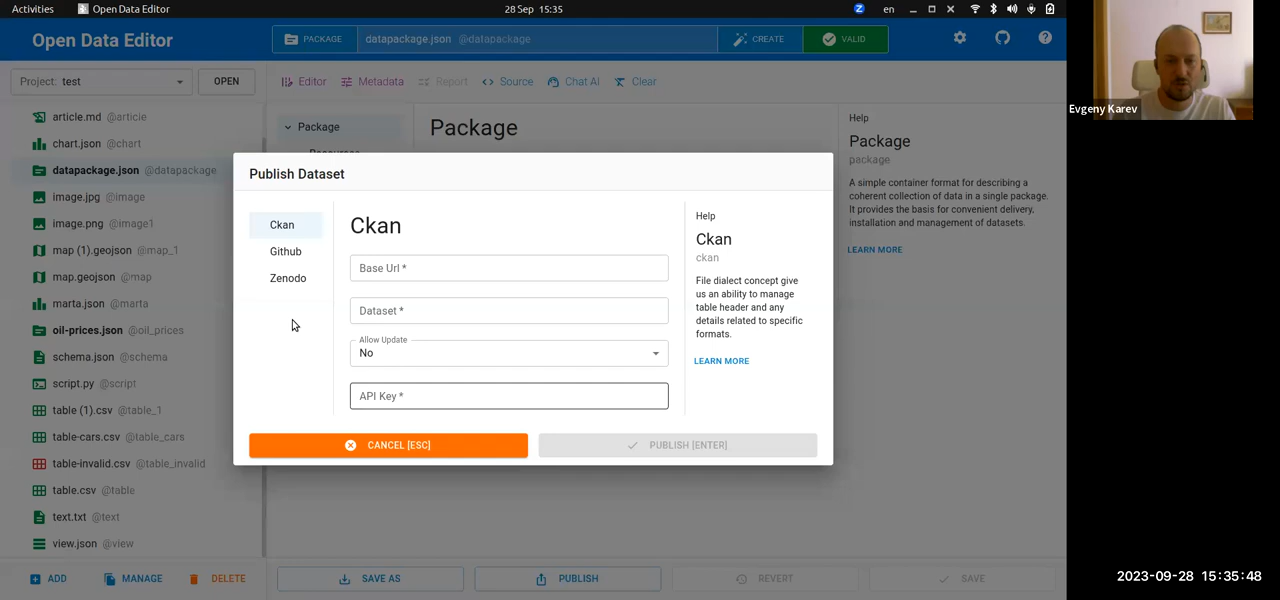 Activities Open Data Editor 28 Sep 15:35 Z en
Open Data Editor PACKAGE datapackage.json @datapackage CREATE VALID
Project: test OPEN Editor Metadata Report Source Chat AI Clear
article.md @article
chart.json @chart
datapackage.json @datapackage
image.jpg @image
image.png @image1
map (1).geojson @map_1
map.geojson @map
marta.json @marta
oil-prices.json @oil_prices
schema.json @schema
script.py @script
table (1).csv @table_1
table-cars.csv @table_cars
table-invalid.csv @table_invalid
table.csv @table
text.txt @text
view.json @view
ADD MANAGE DELETE
Package
Resources
Package
Help
Package
package
A simple container format for describing a
coherent collection of data in a single package.
It provides the basis for convenient delivery,
installation and management of datasets.
LEARN MORE
Publish Dataset
Ckan
Github
Zenodo
Ckan
Base Url *
Dataset *
Allow Update
No
API Key *
Help
Ckan
ckan
File dialect concept give
us an ability to manage
table header and any
details related to specific
formats.
LEARN MORE
CANCEL [ESC] PUBLISH [ENTER]
SAVE AS PUBLISH REVERT SAVE
Evgeny Karev
2023-09-28 15:35:48